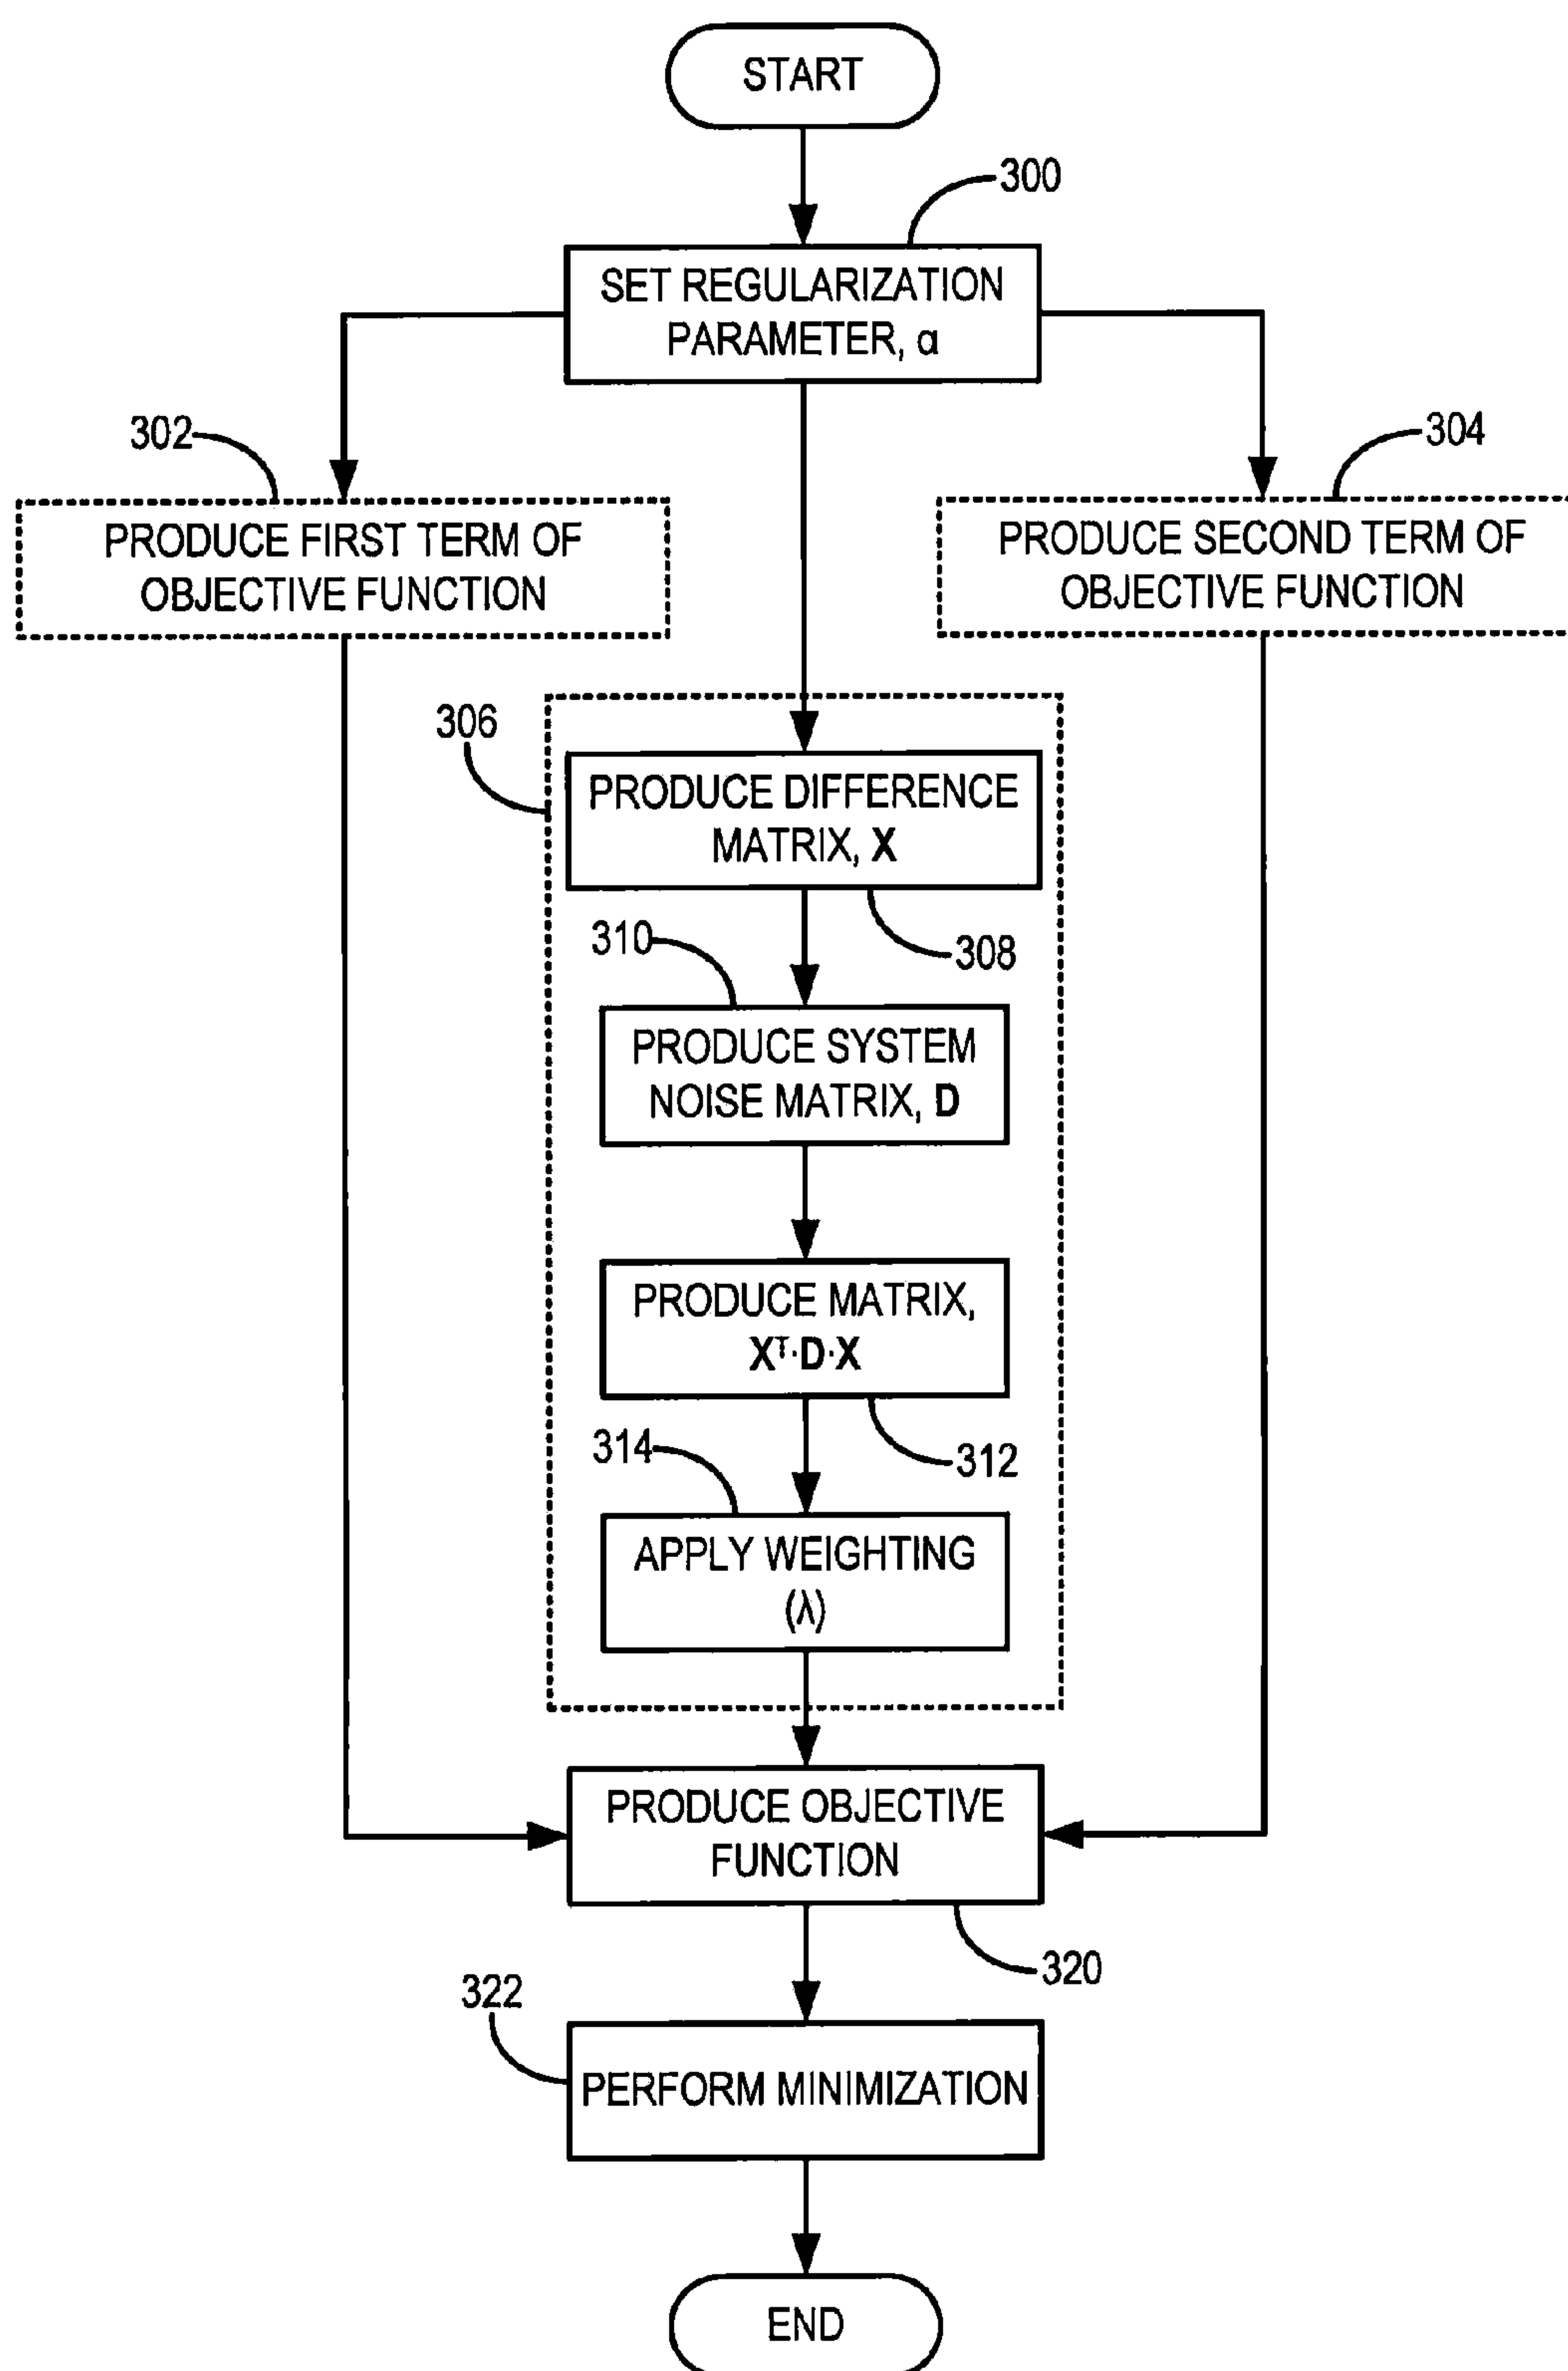 START
300
SET REGULARIZATION
PARAMETER, α
302
304
PRODUCE FIRST TERM OF
OBJECTIVE FUNCTION
PRODUCE SECOND TERM OF
OBJECTIVE FUNCTION
306
PRODUCE DIFFERENCE
MATRIX, X
308
310
PRODUCE SYSTEM
NOISE MATRIX, D
PRODUCE MATRIX,
Xᵀ·D·X
312
314
APPLY WEIGHTING
(λ)
PRODUCE OBJECTIVE
FUNCTION
320
322
PERFORM MINIMIZATION
END